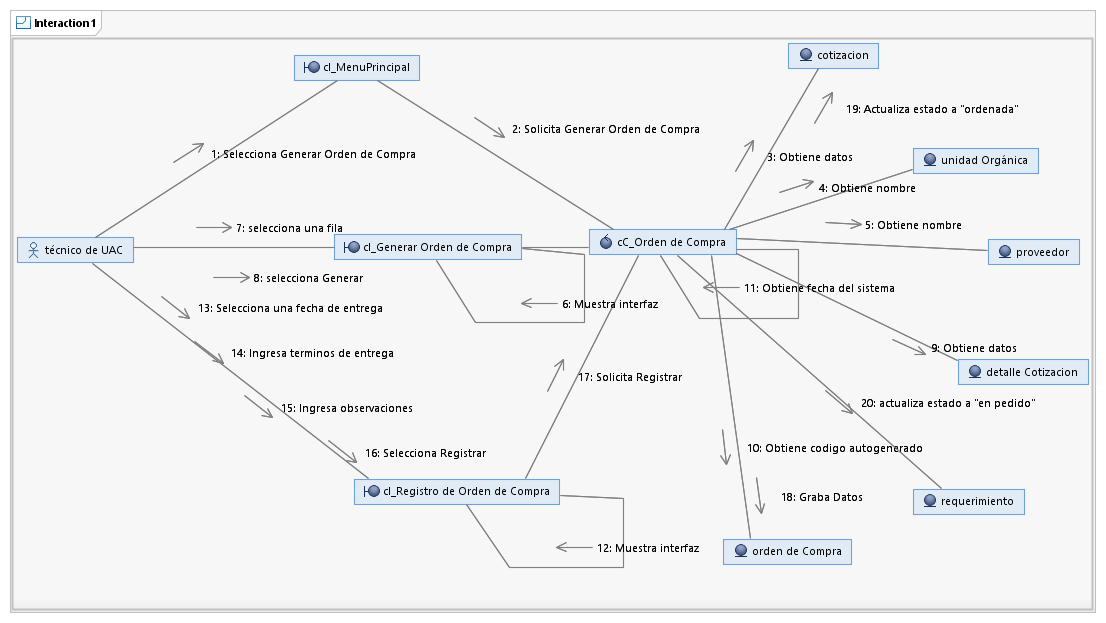 Interaction1
cI_MenuPrincipal
cotizacion
19: Actualiza estado a "ordenada"
2: Solicita Generar Orden de Compra
1: Selecciona Generar Orden de Compra
3: Obtiene datos
unidad Orgánica
4: Obtiene nombre
7: selecciona una fila
5: Obtiene nombre
técnico de UAC
cI_Generar Orden de Compra
cC_Orden de Compra
proveedor
8: selecciona Generar
11: Obtiene fecha del sistema
6: Muestra interfaz
13: Selecciona una fecha de entrega
14: Ingresa terminos de entrega
9: Obtiene datos
detalle Cotizacion
17: Solicita Registrar
15: Ingresa observaciones
20: actualiza estado a "en pedido"
16: Selecciona Registrar
10: Obtiene codigo autogenerado
cI_Registro de Orden de Compra
18: Graba Datos
requerimiento
12: Muestra interfaz
orden de Compra